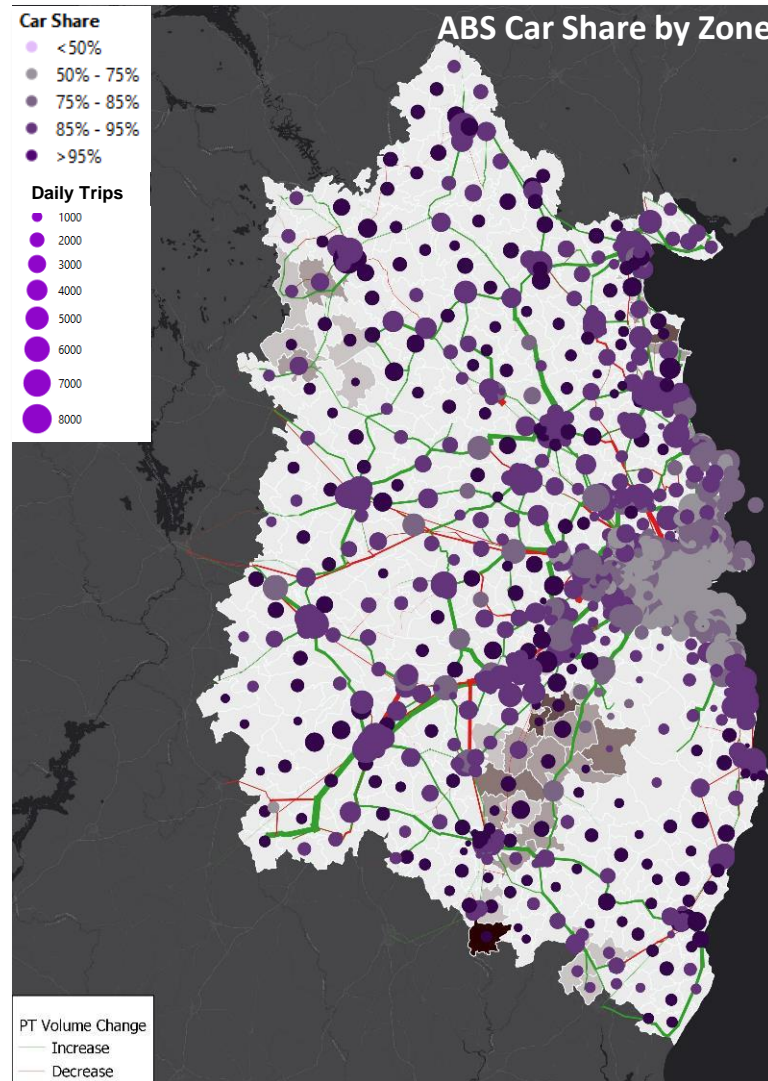 ABS Car Share by Zone
Car Share
<50%
50% - 75%
75% - 85%
85% - 95%
>95%
Daily Trips
1000
2000
3000
4000
5000
6000
7000
8000
PT Volume Change
Increase
Decrease